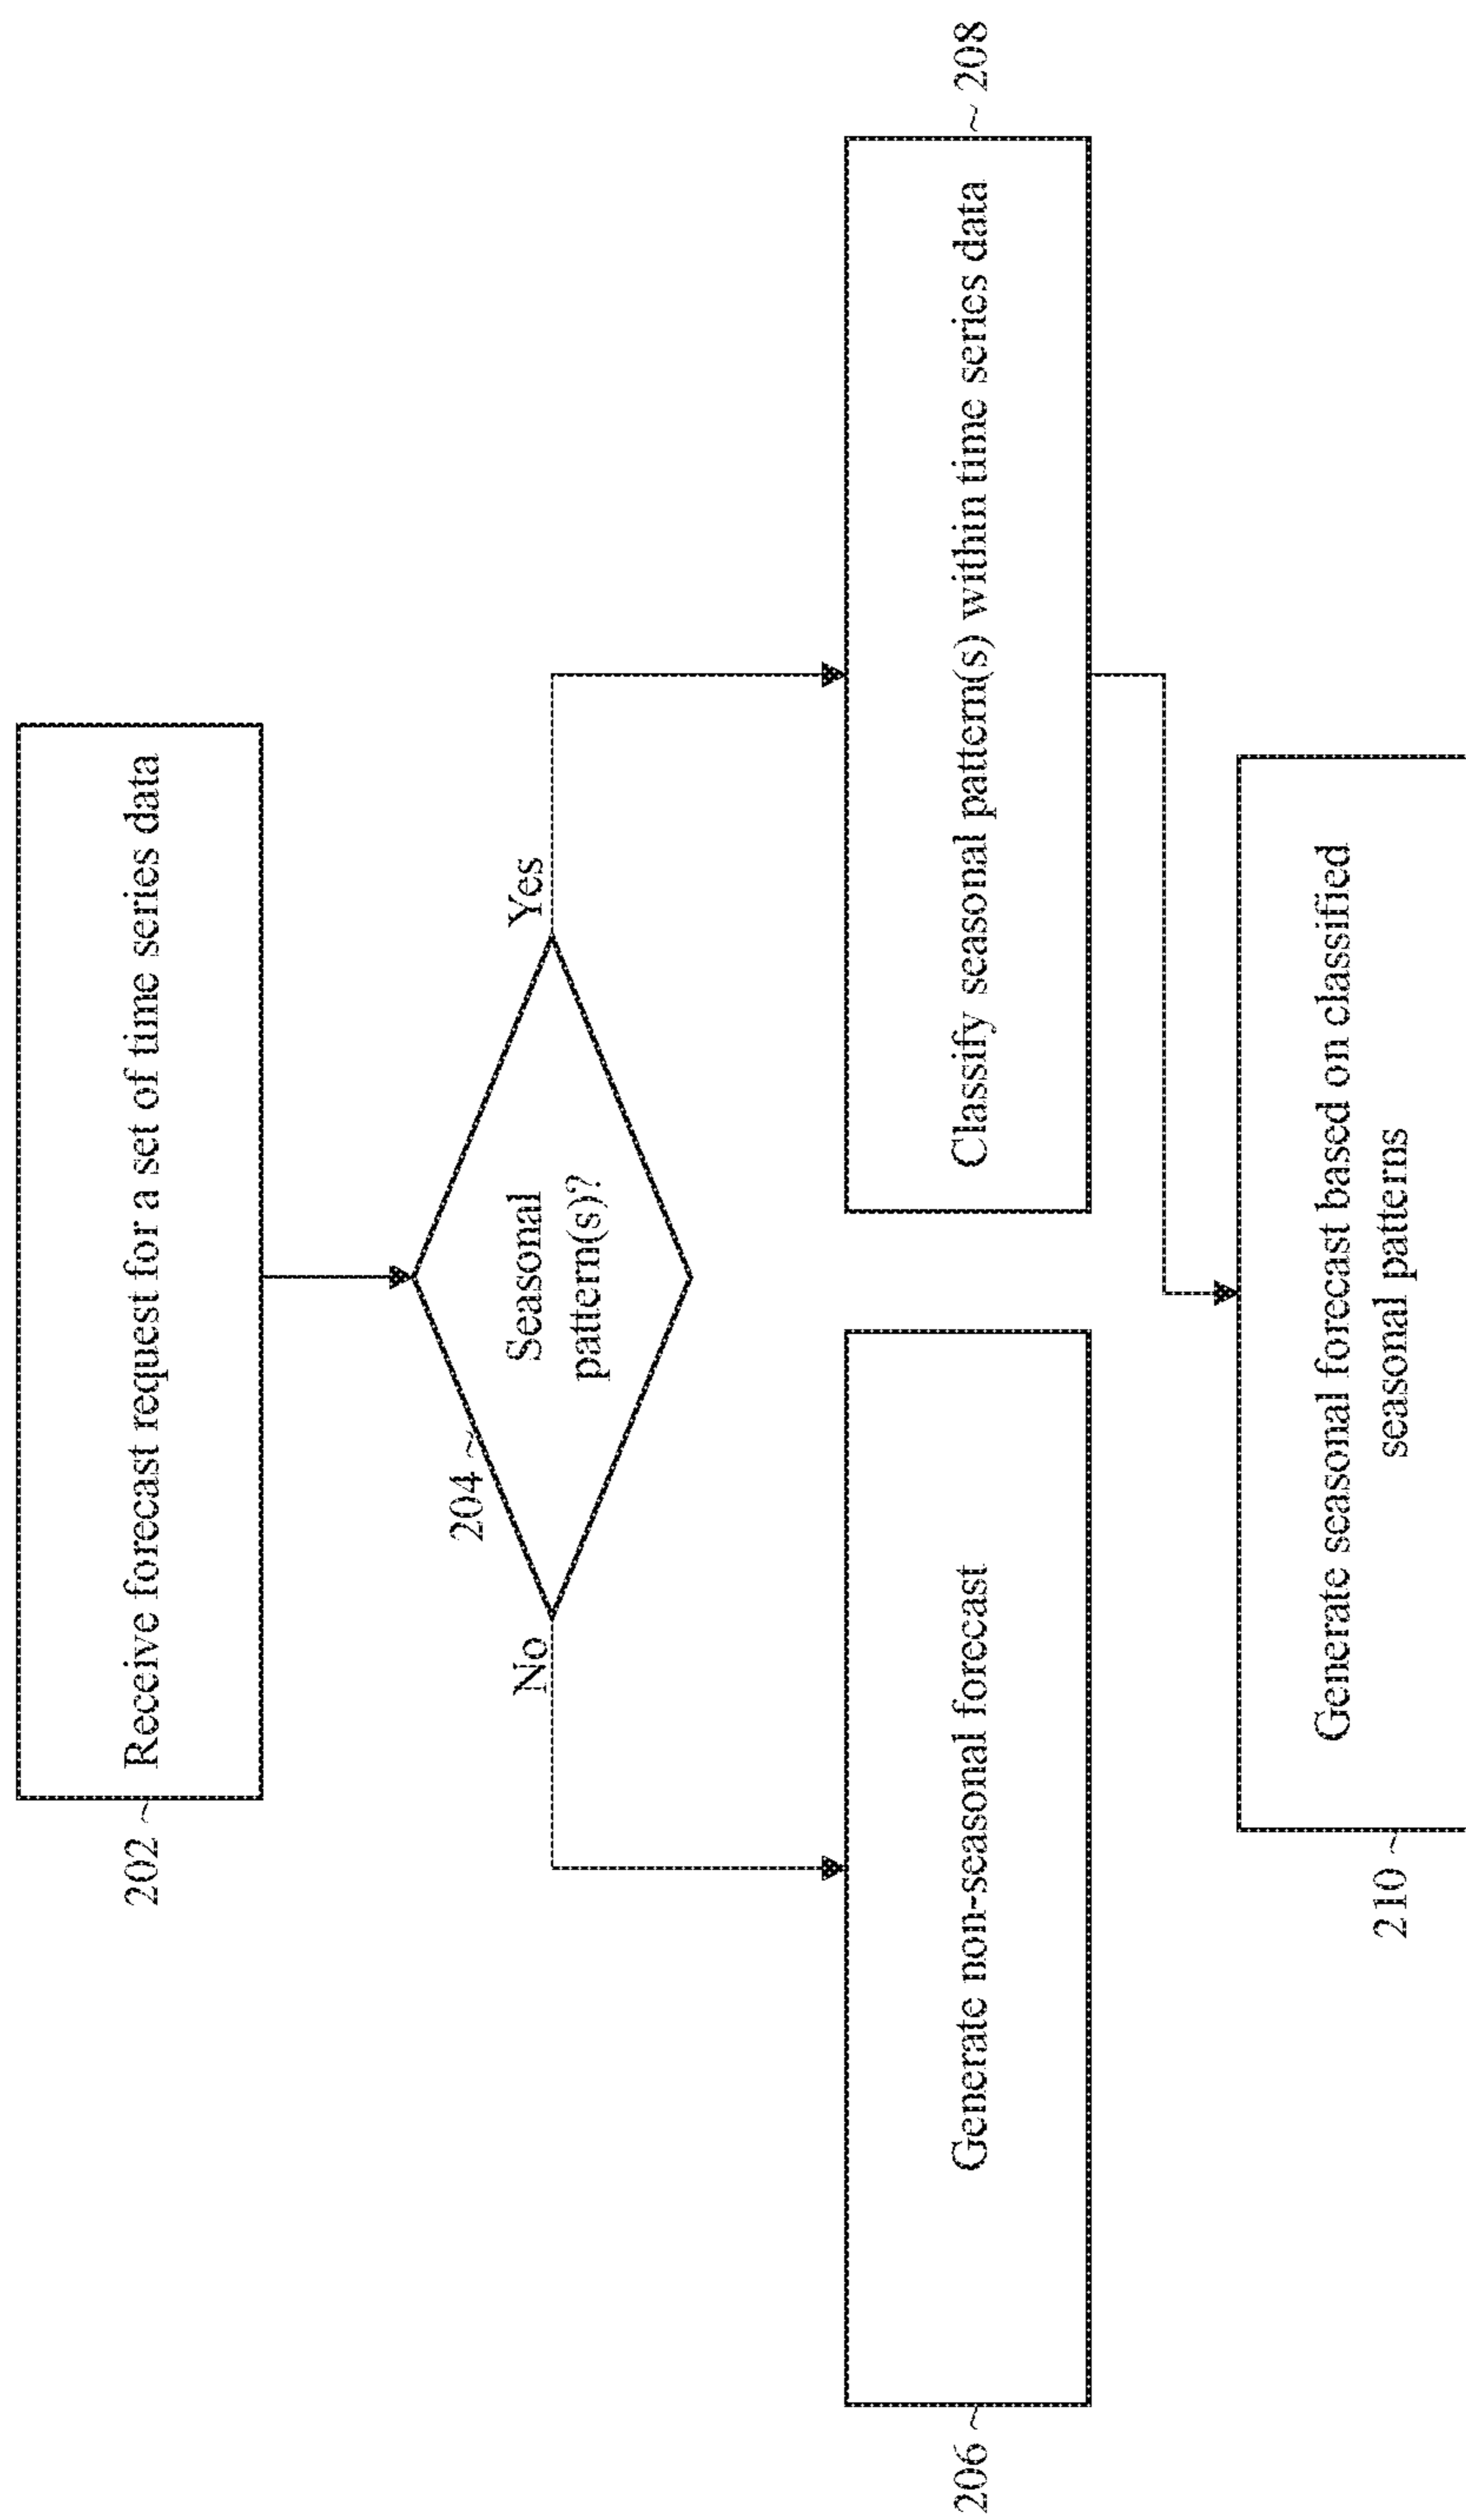 202 ~ Receive forecast request for a set of time series data
204 ~
Seasonal
pattern(s)?
No
Yes
206 ~
Generate non-seasonal forecast
Classify seasonal pattern(s) within time series data
~ 208
210 ~
Generate seasonal forecast based on classified
seasonal patterns